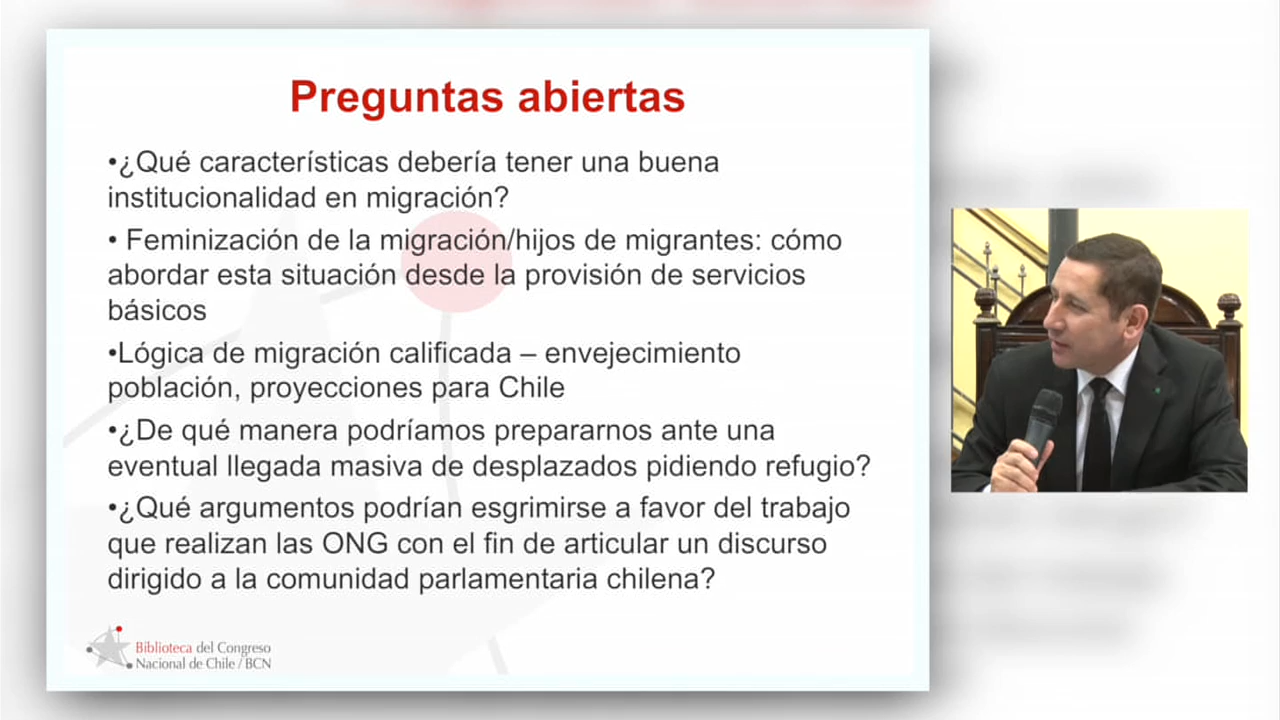 Preguntas abiertas
•¿Qué características debería tener una buena
institucionalidad en migración?
• Feminización de la migración/hijos de migrantes: cómo
abordar esta situación desde la provisión de servicios
básicos
•Lógica de migración calificada – envejecimiento
población, proyecciones para Chile
•¿De qué manera podríamos prepararnos ante una
eventual llegada masiva de desplazados pidiendo refugio?
•¿Qué argumentos podrían esgrimirse a favor del trabajo
que realizan las ONG con el fin de articular un discurso
dirigido a la comunidad parlamentaria chilena?
Biblioteca del Congreso
Nacional de Chile / BCN